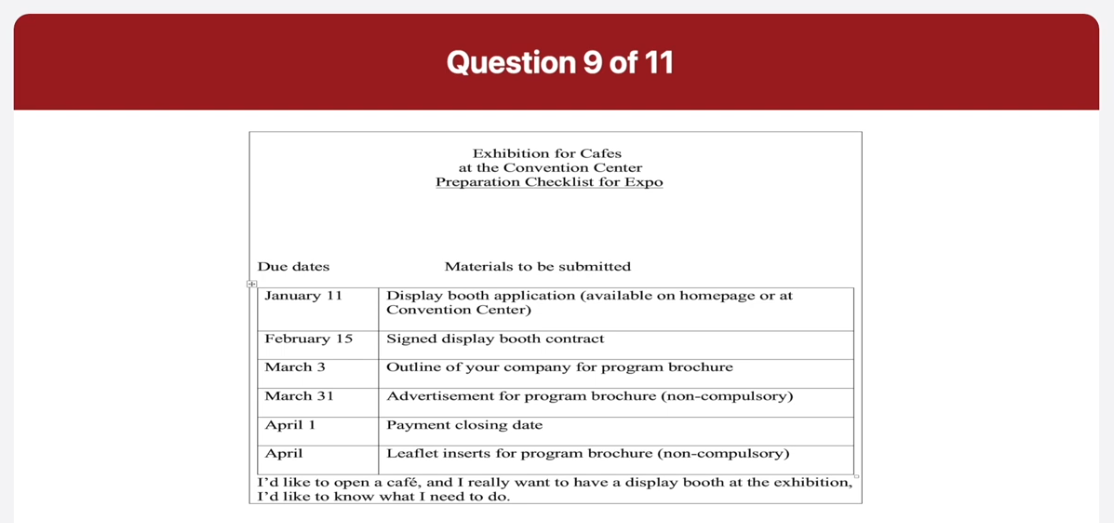 Question 9 of 11
Exhibition for Cafes
at the Convention Center
Preparation Checklist for Expo
Due dates Materials to be submitted
January 11 Display booth application (available on homepage or at
Convention Center)
February 15 Signed display booth contract
March 3 Outline of your company for program brochure
March 31 Advertisement for program brochure (non-compulsory)
April 1 Payment closing date
April Leaflet inserts for program brochure (non-compulsory)
I'd like to open a café, and I really want to have a display booth at the exhibition,
I'd like to know what I need to do.